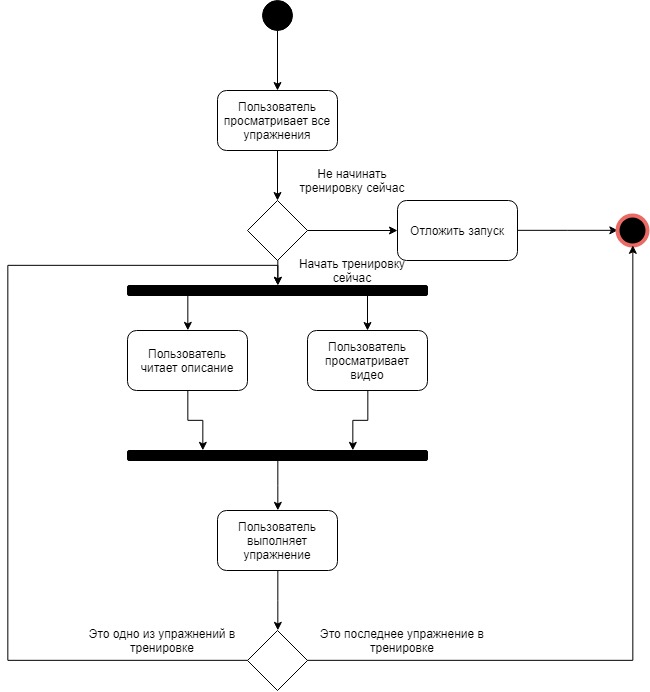 Пользователь
просматривает все
упражнения
Не начинать
тренировку сейчас
Отложить запуск
Начать тренировку
сейчас
Пользователь
читает описание
Пользователь
просматривает
видео
Пользователь
выполняет
упражнение
Это одно из упражнений в
тренировке
Это последнее упражнение в
тренировке